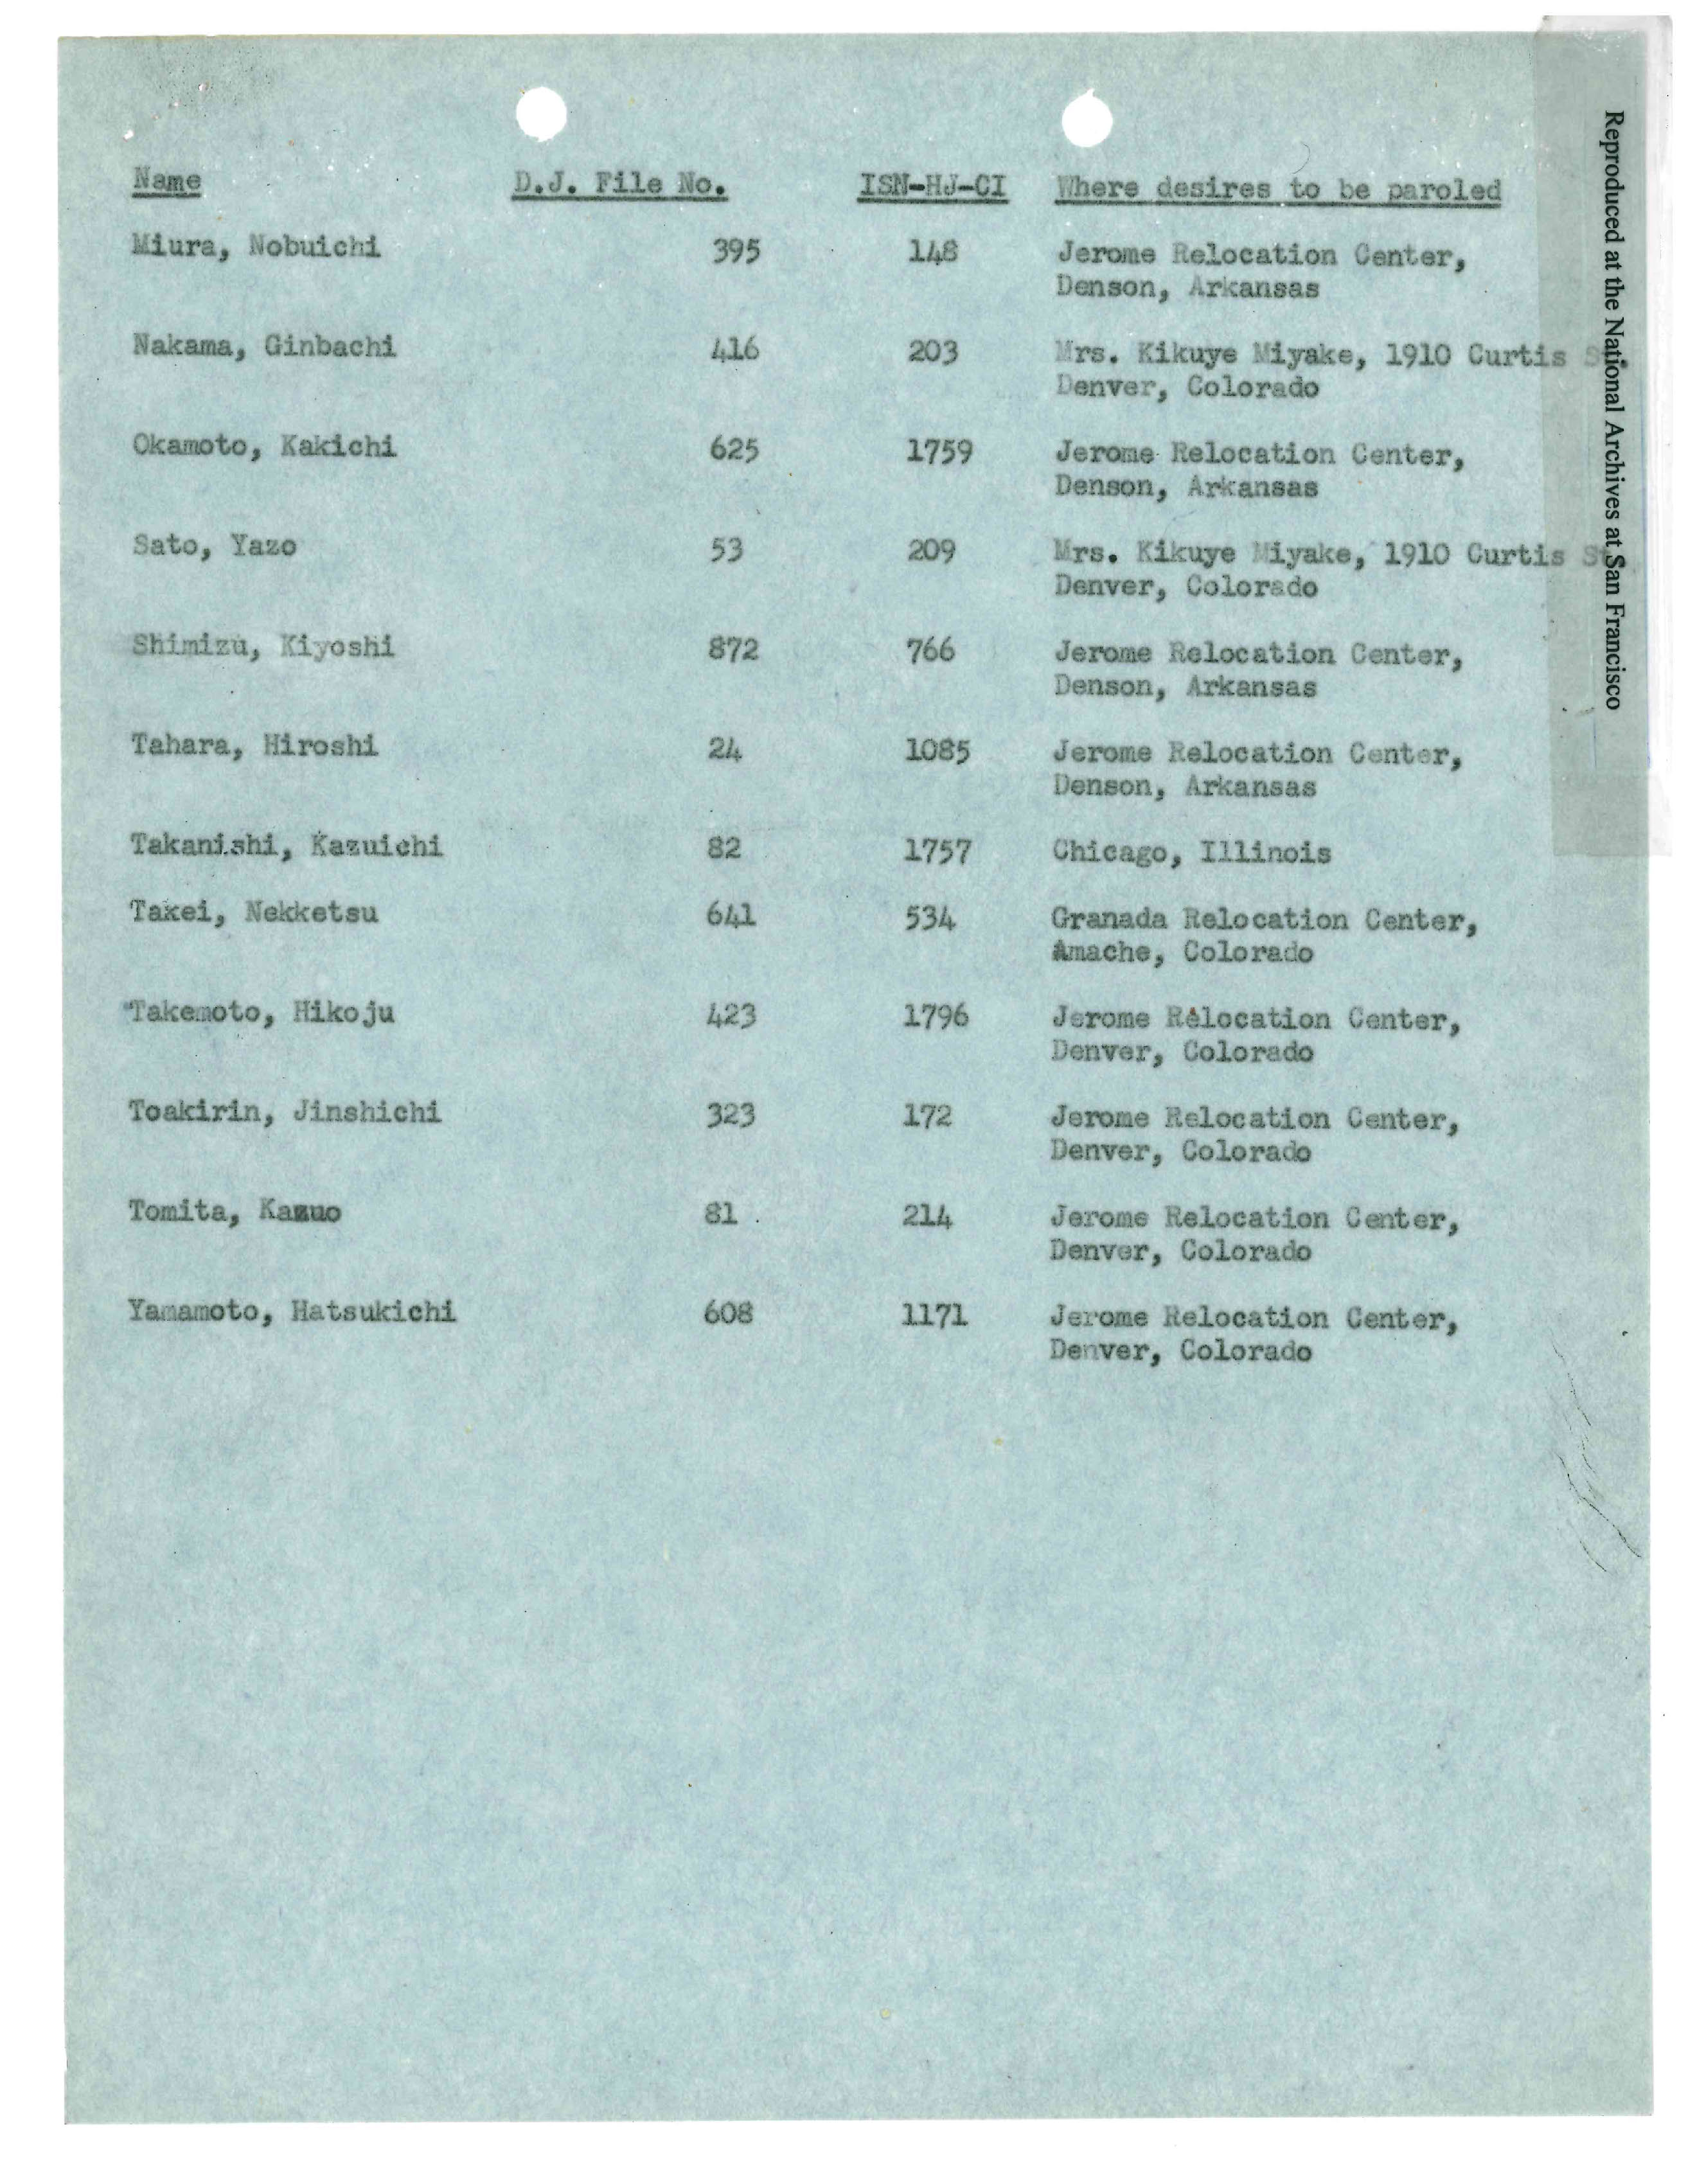 Name D.J. File No. ISN-HJ-CI Where desires to be paroled
Miura, Nobuichi 395 148 Jerome Relocation Center,
Denson, Arkansas
Nakama, Ginbachi 416 203 Mrs. Kikuye Miyake, 1910 Curtis
Denver, Colorado
Okamoto, Kakichi 625 1759 Jerome Relocation Center,
Denson, Arkansas
Sato, Yazo 53 209 Mrs. Kikuye Miyake, 1910 Curtis
Denver, Colorado
Shimizu, Kiyoshi 872 766 Jerome Relocation Center,
Denson, Arkansas
Tahara, Hiroshi 24 1085 Jerome Relocation Center,
Denson, Arkansas
Takanishi, Kazuichi 82 1757 Chicago, Illinois
Takei, Nekketsu 641 534 Granada Relocation Center,
Amache, Colorado
Takemoto, Hikoju 423 1796 Jerome Relocation Center,
Denver, Colorado
Toakirin, Jinshichi 323 172 Jerome Relocation Center,
Denver, Colorado
Tomita, Kazuo 81 214 Jerome Relocation Center,
Denver, Colorado
Yamamoto, Hatsukichi 608 1171 Jerome Relocation Center,
Denver, Colorado
Reproduced at the National Archives at San Francisco